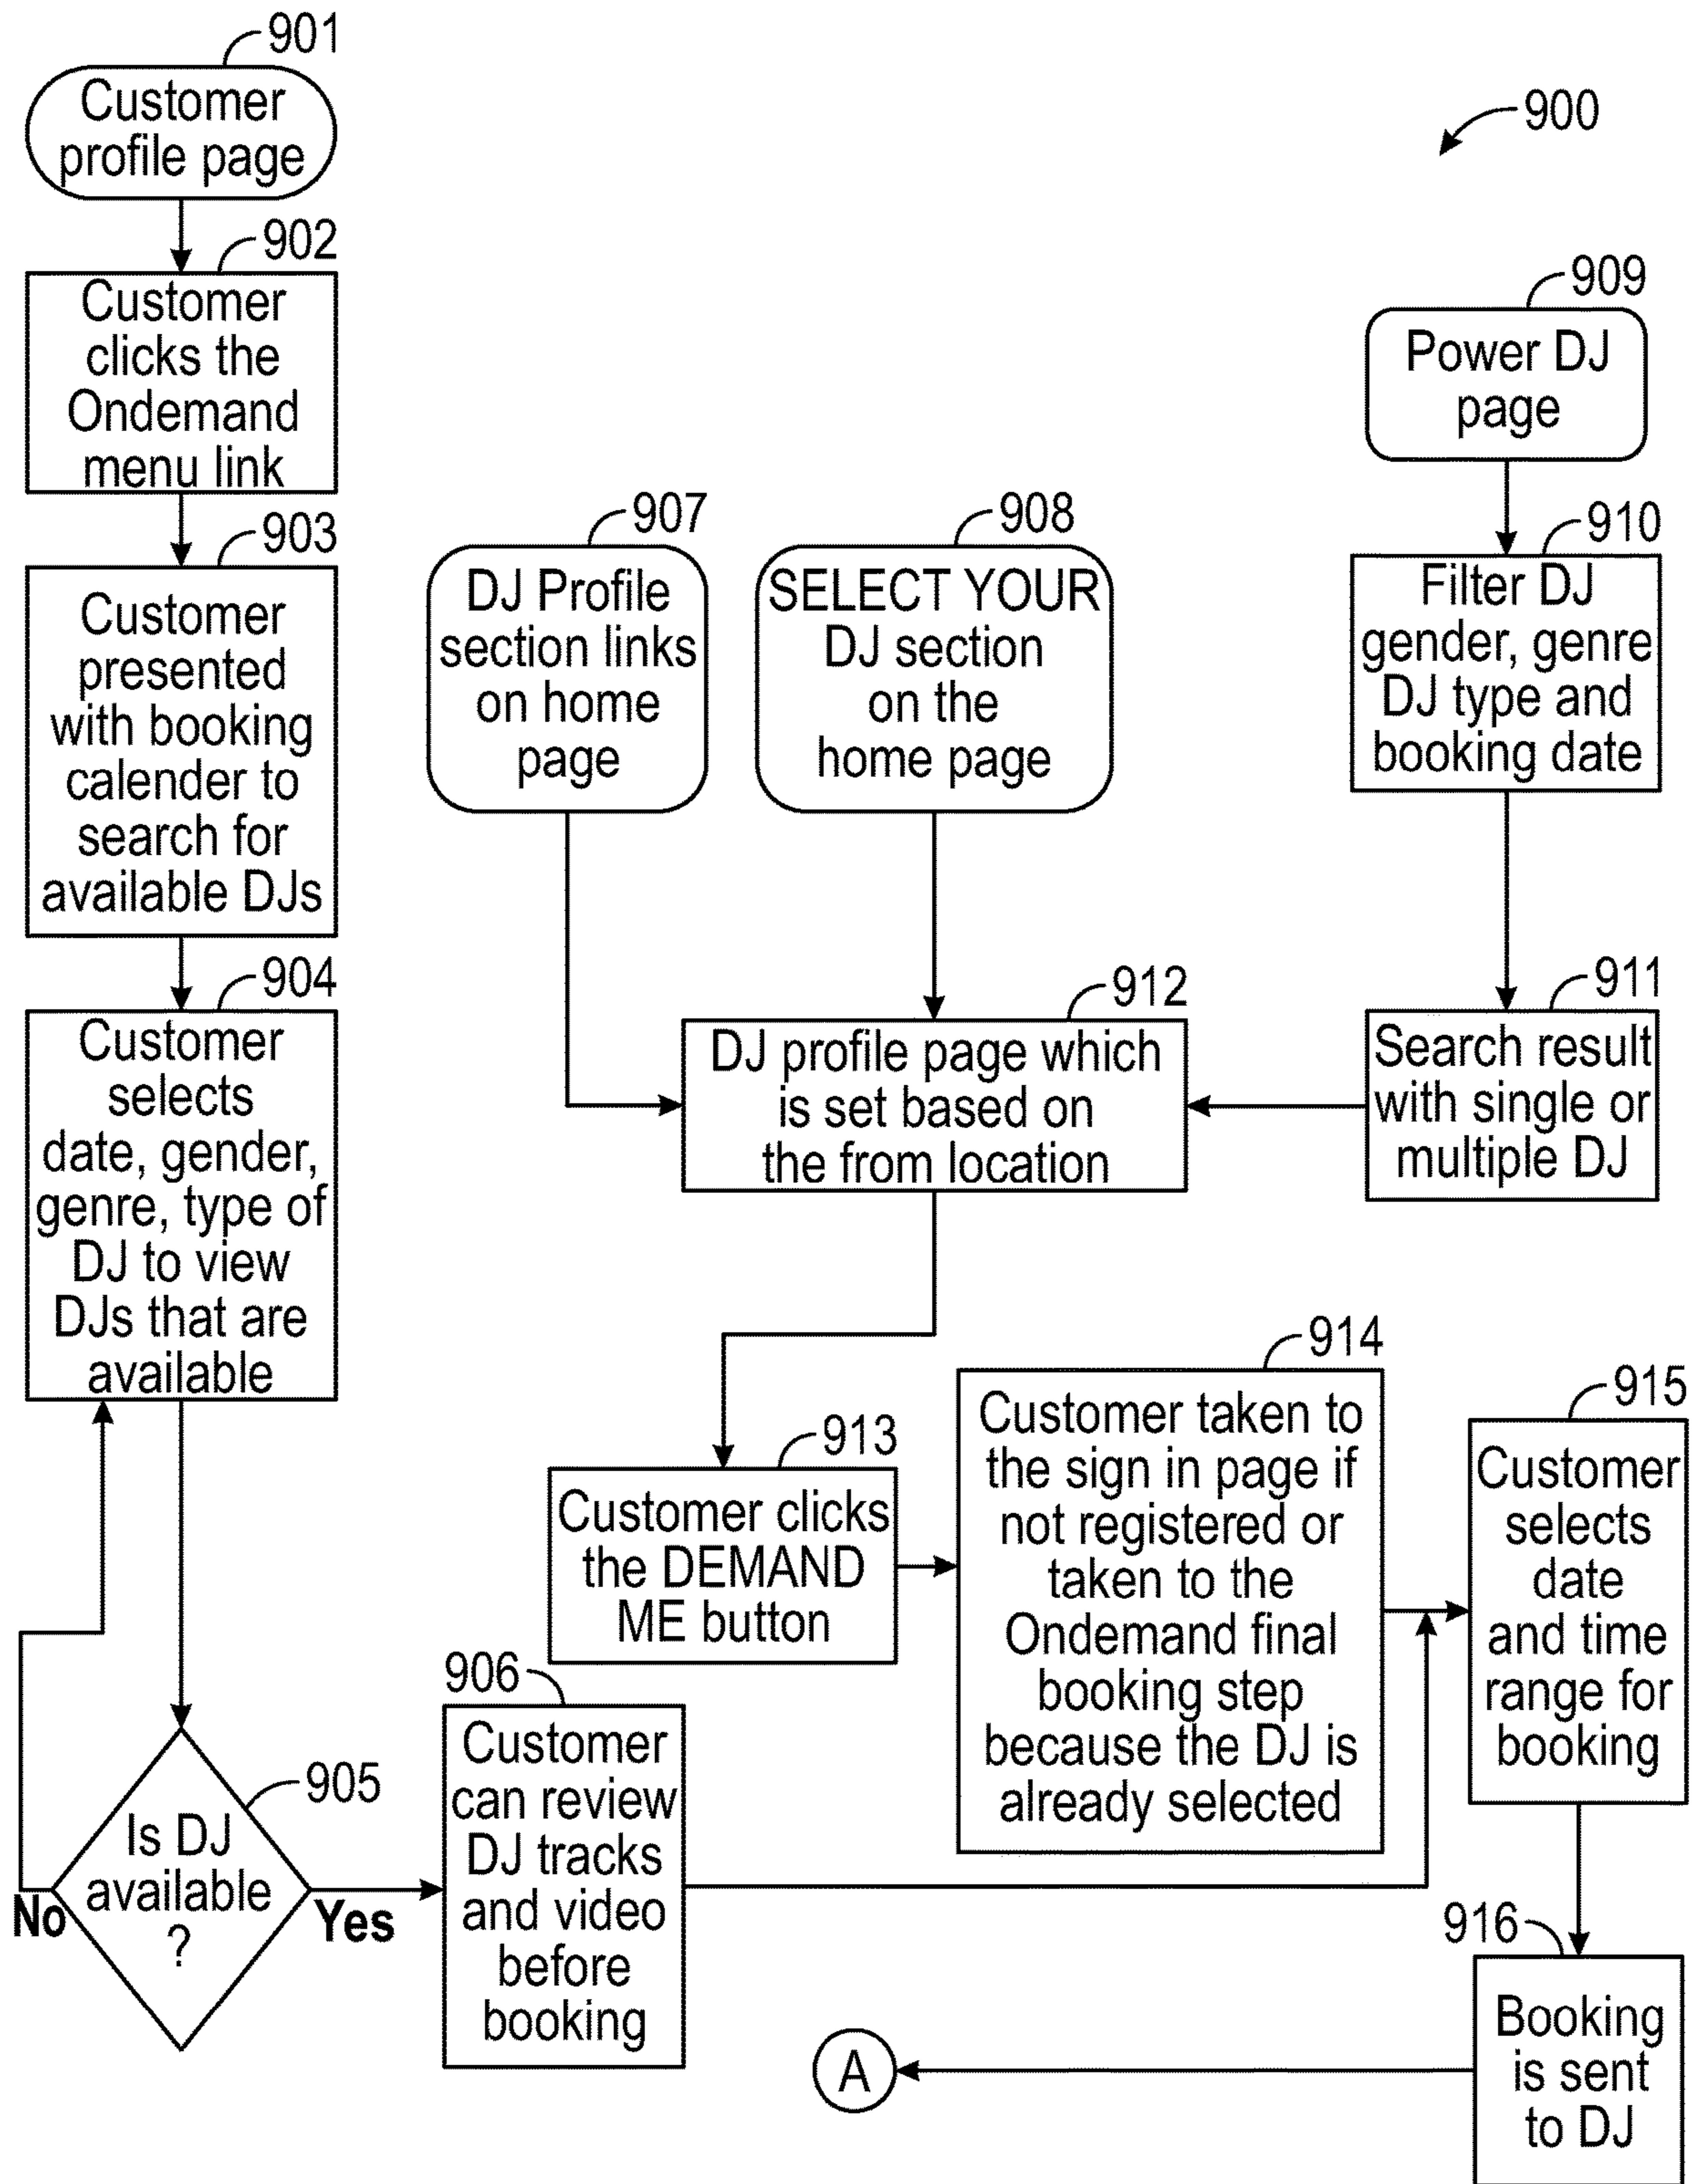 901
Customer
profile page
900
902
Customer
clicks the
Ondemand
menu link
903
Customer
presented
with booking
calender to
search for
available DJs
904
Customer
selects
date, gender,
genre, type of
DJ to view
DJs that are
available
905
Is DJ
available
?
No
Yes
906
Customer
can review
DJ tracks
and video
before
booking
907
DJ Profile
section links
on home
page
908
SELECT YOUR
DJ section
on the
home page
909
Power DJ
page
910
Filter DJ
gender, genre
DJ type and
booking date
911
Search result
with single or
multiple DJ
912
DJ profile page which
is set based on
the from location
913
Customer clicks
the DEMAND
ME button
914
Customer taken to
the sign in page if
not registered or
taken to the
Ondemand final
booking step
because the DJ is
already selected
915
Customer
selects
date
and time
range for
booking
916
Booking
is sent
to DJ
A